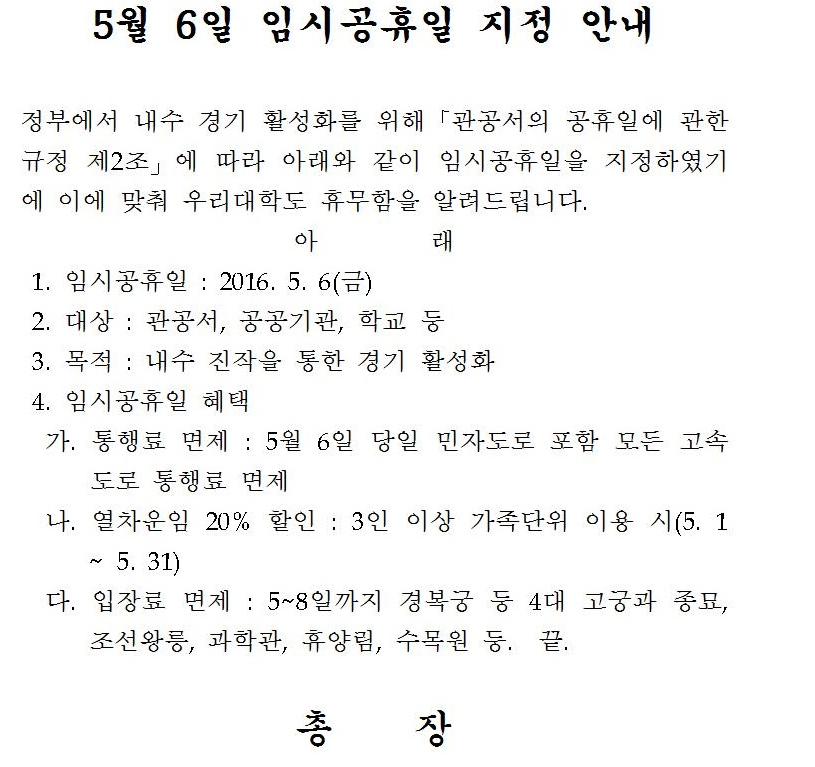 5월 6일 임시공휴일 지정 안내
정부에서 내수 경기 활성화를 위해「관공서의 공휴일에 관한
규정 제2조」에 따라 아래와 같이 임시공휴일을 지정하였기
에 이에 맞춰 우리대학도 휴무함을 알려드립니다.
아 래
1. 임시공휴일 : 2016. 5. 6(금)
2. 대상 : 관공서, 공공기관, 학교 등
3. 목적 : 내수 진작을 통한 경기 활성화
4. 임시공휴일 혜택
가. 통행료 면제 : 5월 6일 당일 민자도로 포함 모든 고속
도로 통행료 면제
나. 열차운임 20% 할인 : 3인 이상 가족단위 이용 시(5. 1
~ 5. 31)
다. 입장료 면제 : 5~8일까지 경복궁 등 4대 고궁과 종묘,
조선왕릉, 과학관, 휴양림, 수목원 등. 끝.
총 장